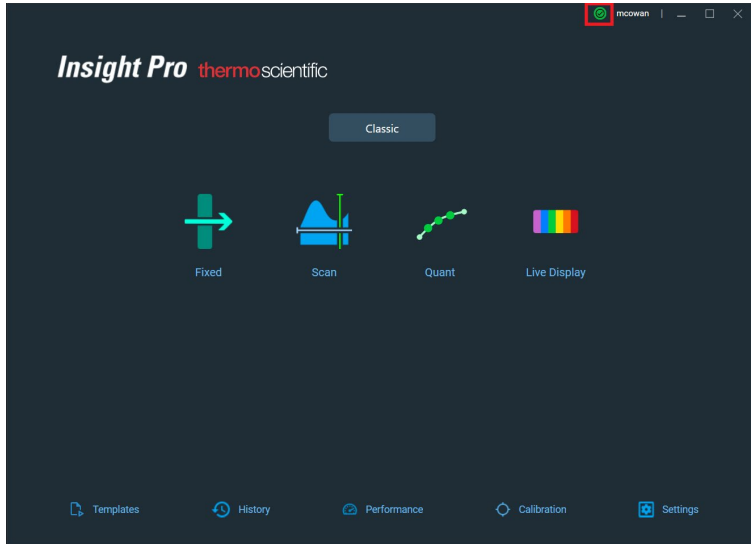 mcowan |
Insight Pro thermoscientific
Classic
Fixed Scan Quant Live Display
Templates History Performance Calibration Settings